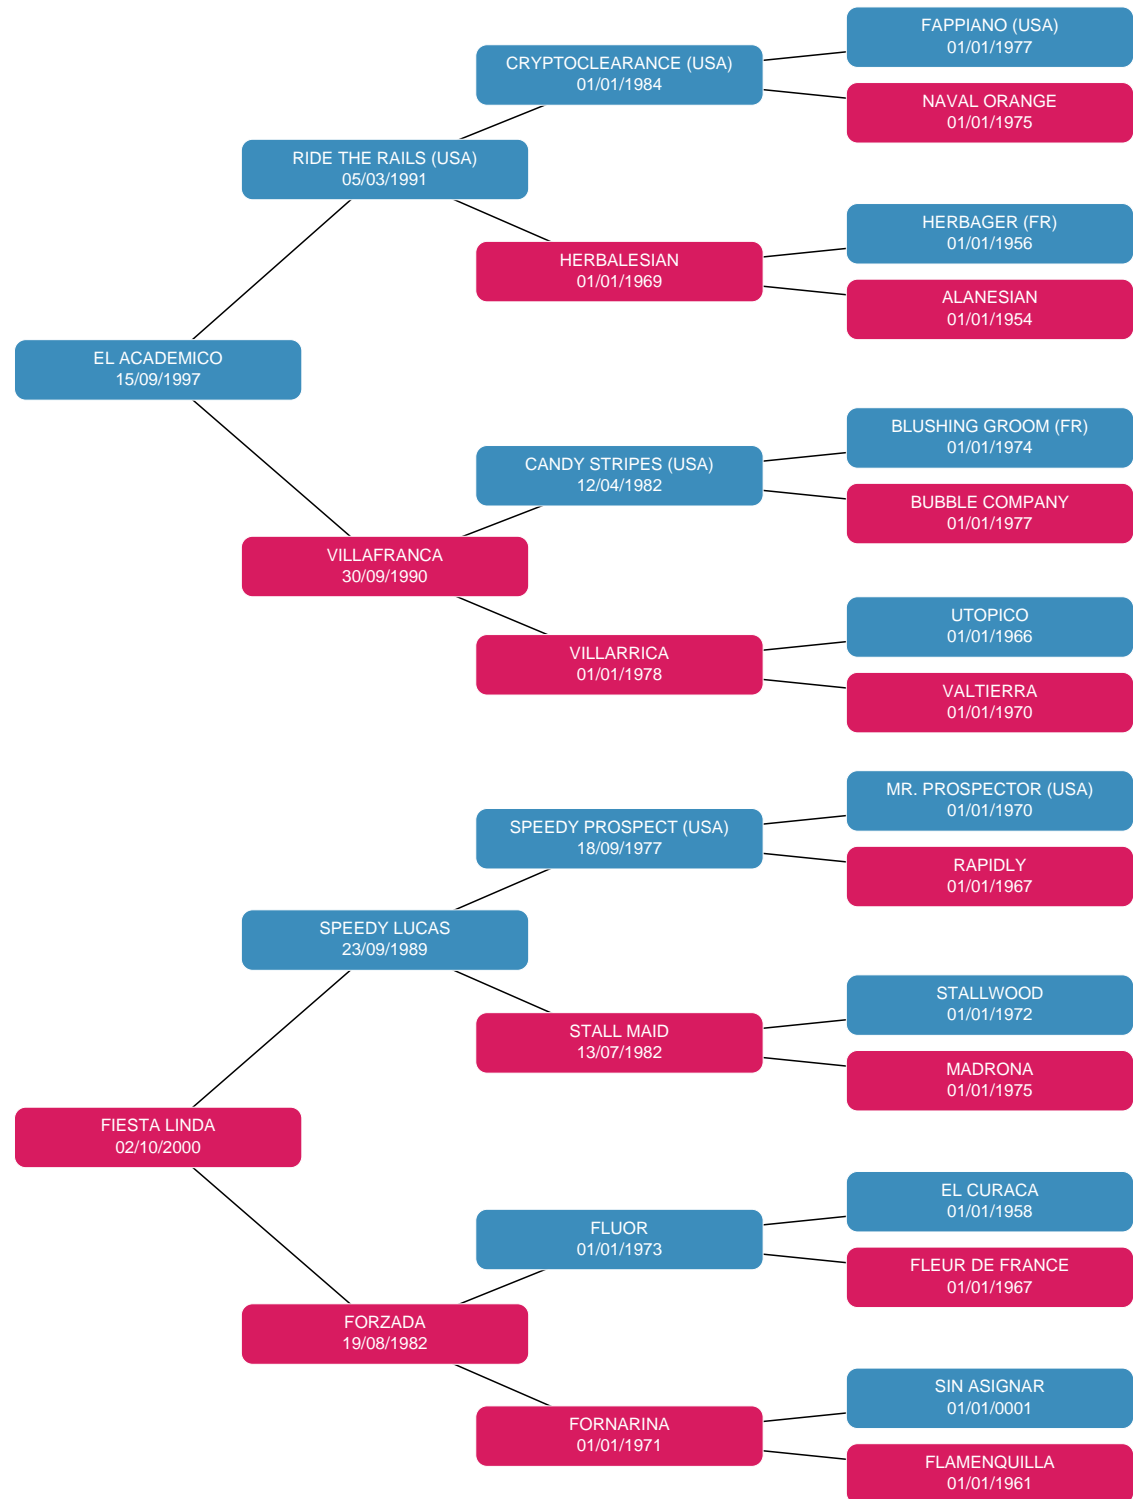 FAPPIANO (USA)
01/01/1977
CRYPTOCLEARANCE (USA)
01/01/1984
NAVAL ORANGE
01/01/1975
RIDE THE RAILS (USA)
05/03/1991
HERBAGER (FR)
01/01/1956
HERBALESIAN
01/01/1969
ALANESIAN
01/01/1954
EL ACADEMICO
15/09/1997
BLUSHING GROOM (FR)
01/01/1974
CANDY STRIPES (USA)
12/04/1982
BUBBLE COMPANY
01/01/1977
VILLAFRANCA
30/09/1990
UTOPICO
01/01/1966
VILLARRICA
01/01/1978
VALTIERRA
01/01/1970
MR. PROSPECTOR (USA)
01/01/1970
SPEEDY PROSPECT (USA)
18/09/1977
RAPIDLY
01/01/1967
SPEEDY LUCAS
23/09/1989
STALLWOOD
01/01/1972
STALL MAID
13/07/1982
MADRONA
01/01/1975
FIESTA LINDA
02/10/2000
EL CURACA
01/01/1958
FLUOR
01/01/1973
FLEUR DE FRANCE
01/01/1967
FORZADA
19/08/1982
SIN ASIGNAR
01/01/0001
FORNARINA
01/01/1971
FLAMENQUILLA
01/01/1961